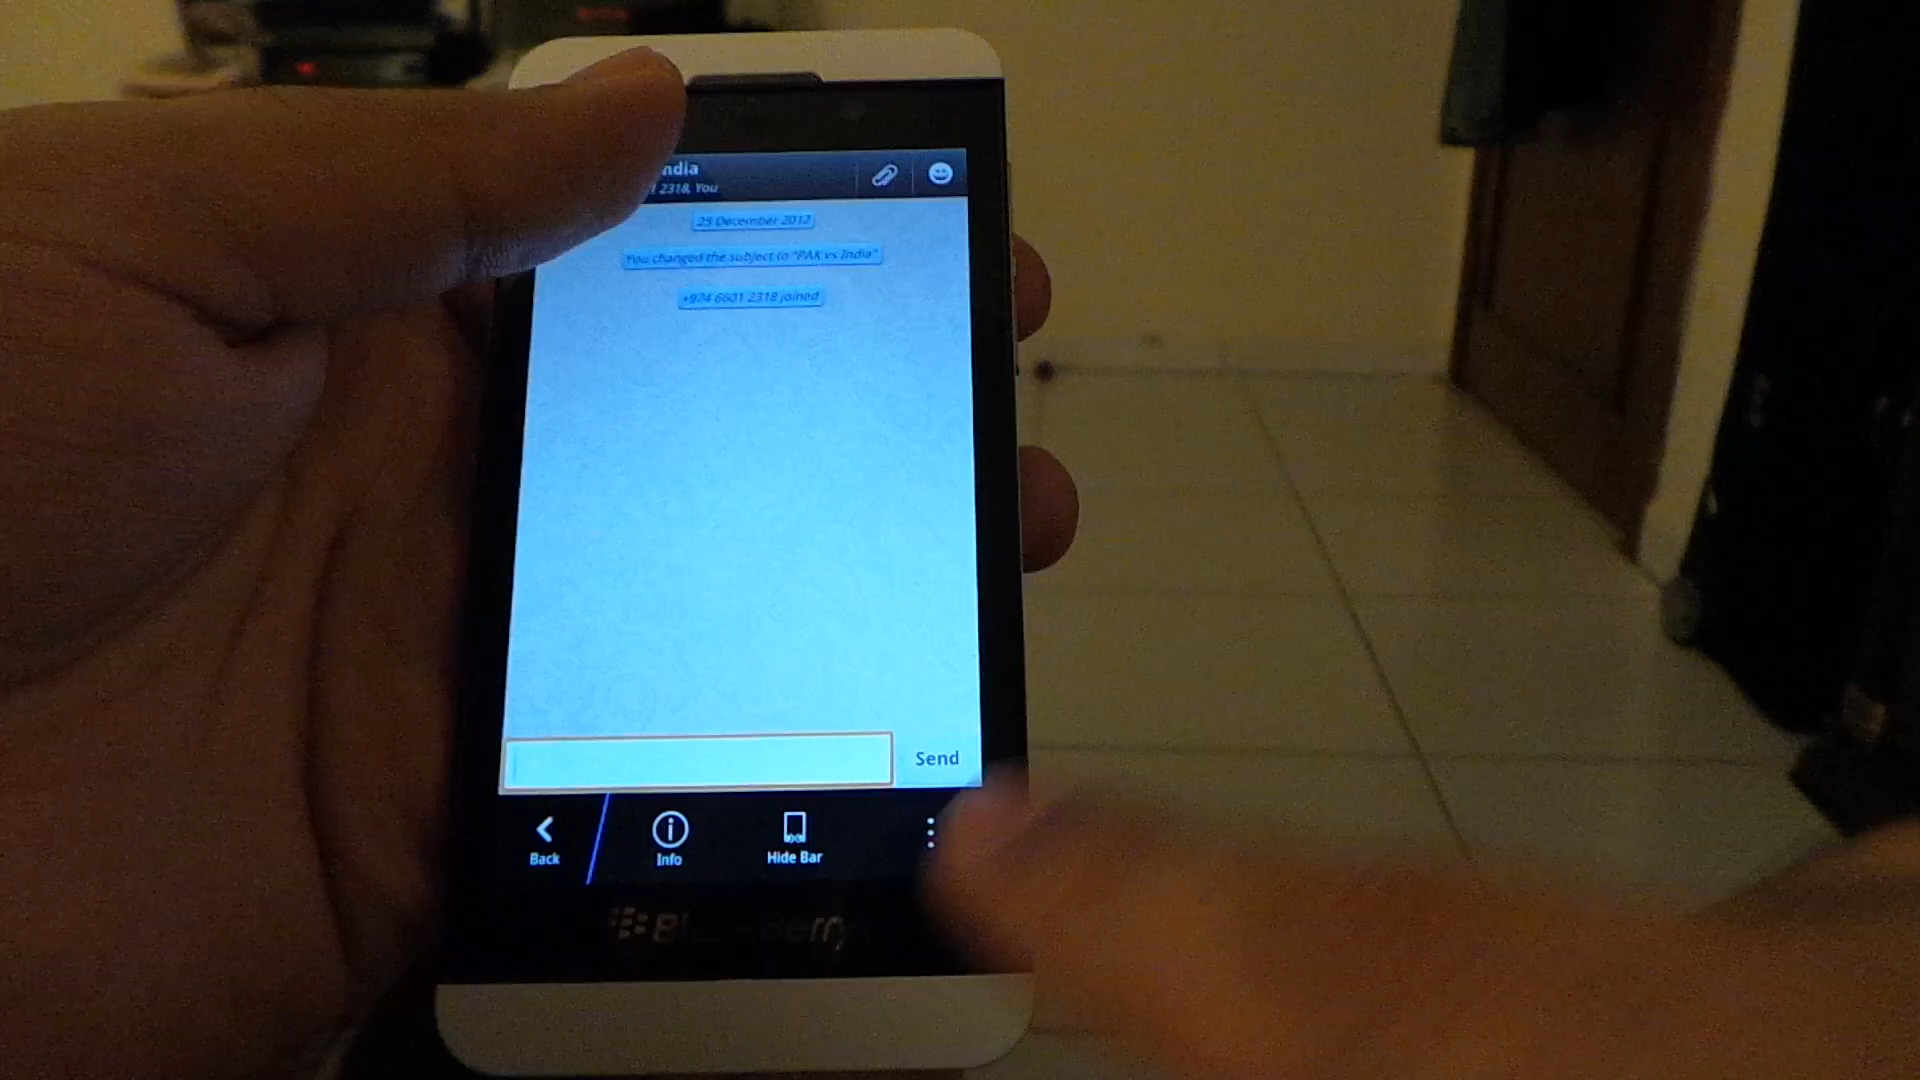 ndia
2318, You
25 December 2012
You changed the subject to "PAK vs India"
+974 6601 2318 joined
Send
Back
Info
Hide Bar
BlackBerry